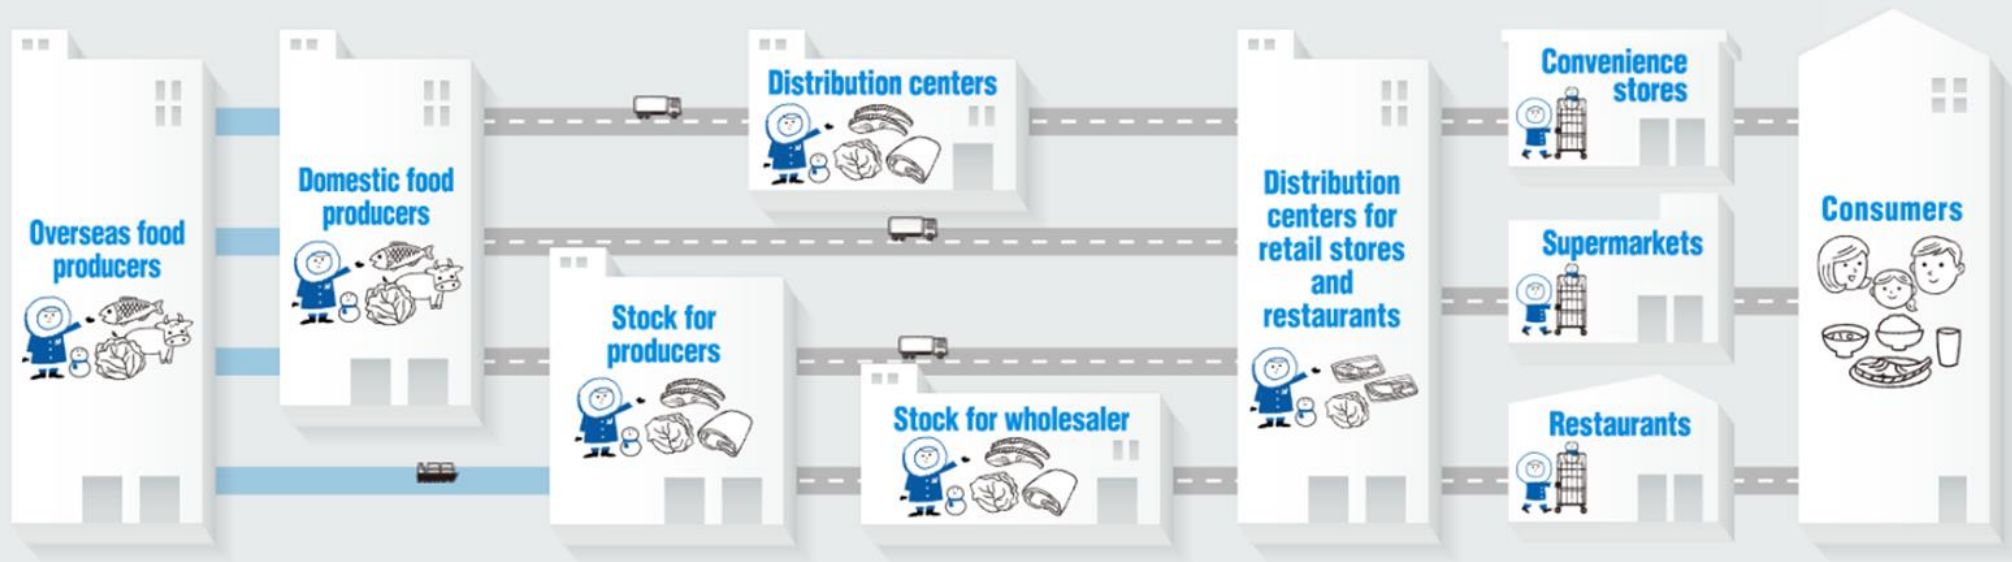 Overseas food
producers
Domestic food
producers
Distribution centers
Stock for
producers
Stock for wholesaler
Distribution
centers for
retail stores
and
restaurants
Convenience
stores
Supermarkets
Restaurants
Consumers